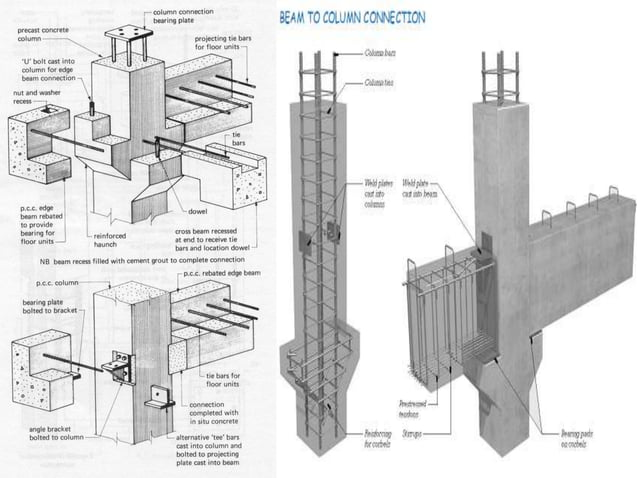 column connection
bearing plate
precast concrete
column
projecting tie bars
for floor units
'U' bolt cast into
column for edge
beam connection
nut and washer
recess
tie
bars
p.c.c. edge
beam rebated
to provide
bearing for
floor units
reinforced
haunch
dowel
cross beam recessed
at end to receive tie
bars and location dowel
NB beam recess filled with cement grout to complete connection
p.c.c. column
p.c.c. rebated edge beam
bearing plate
bolted to bracket
tie bars for
floor units
connection
completed with
in situ concrete
angle bracket
bolted to column
alternative 'tee' bars
cast into column and
bolted to projecting
plate cast into beam
BEAM TO COLUMN CONNECTION
Column bars
Column ties
Weld plates
cast into
columns
Weld plate
cast into beam
Prestressed
tendons
Stirrups
Reinforcing
for corbels
Bearing pads
on corbels